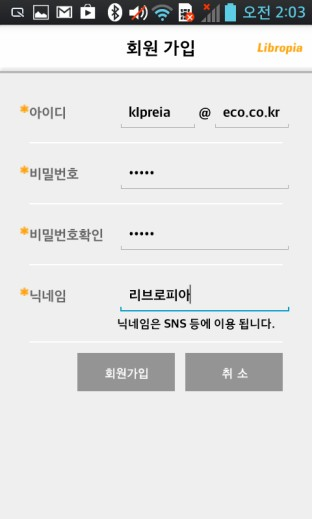 오전 2:03
회원 가입
Libropia
*아이디 klpreia @ eco.co.kr
*비밀번호 •••••
*비밀번호확인 •••••
*닉네임 리브로피아
닉네임은 SNS 등에 이용 됩니다.
회원가입 취 소